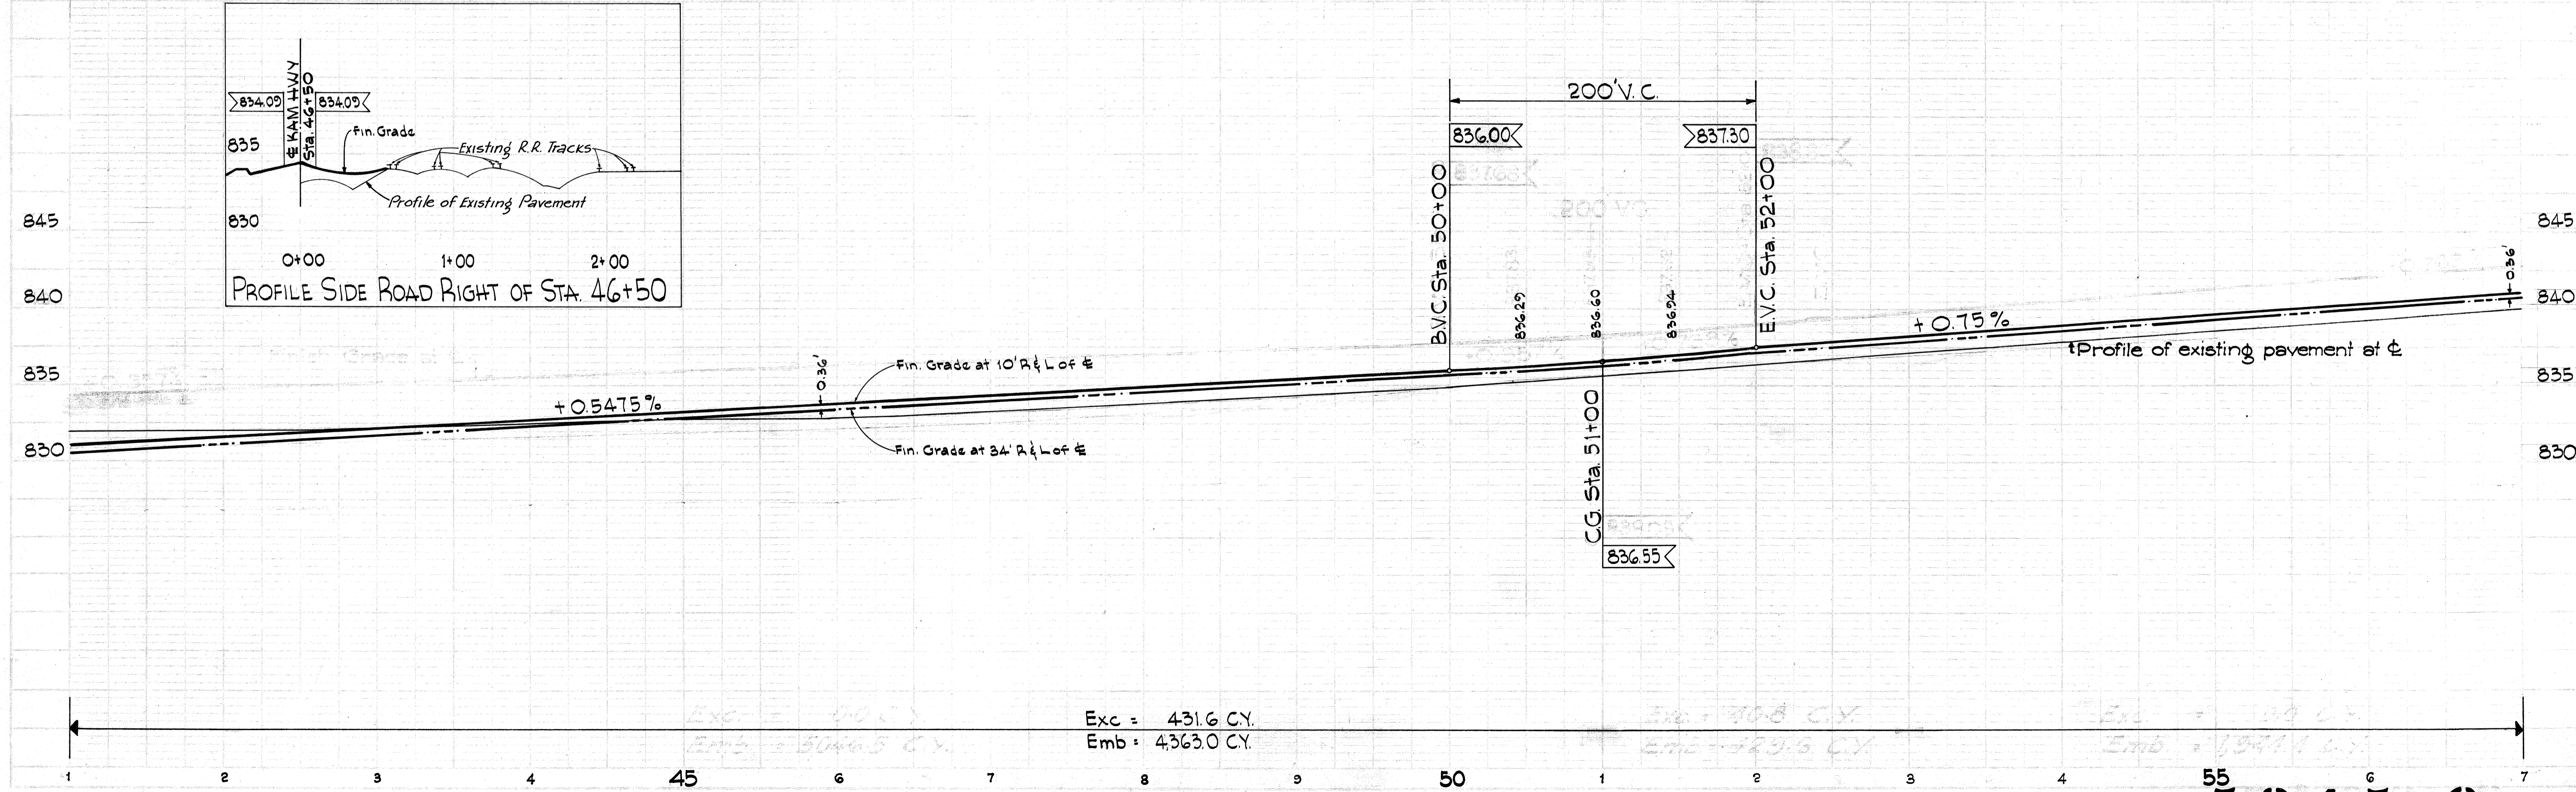 ℄ KAM HWY
Sta. 46+50
834.09
834.09
835
Fin. Grade
Existing R.R. Tracks
Profile of Existing Pavement
830
0+00 1+00 2+00
PROFILE SIDE ROAD RIGHT OF STA. 46+50
200' V.C.
836.00
837.30
B.V.C. Sta. 50+00
E.V.C. Sta. 52+00
836.29
836.60
836.94
845
845
840
840
835
835
830
830
0.36'
+0.75%
Profile of existing pavement at ℄
0.36'
Fin. Grade at 10' R & L of ℄
+0.5475%
Fin. Grade at 34' R & L of ℄
C.G. Sta. 51+00
836.55
Exc = 431.6 C.Y.
Emb = 4,363.0 C.Y.
1 2 3 4 45 6 7 8 9 50 1 2 3 4 55 6 7